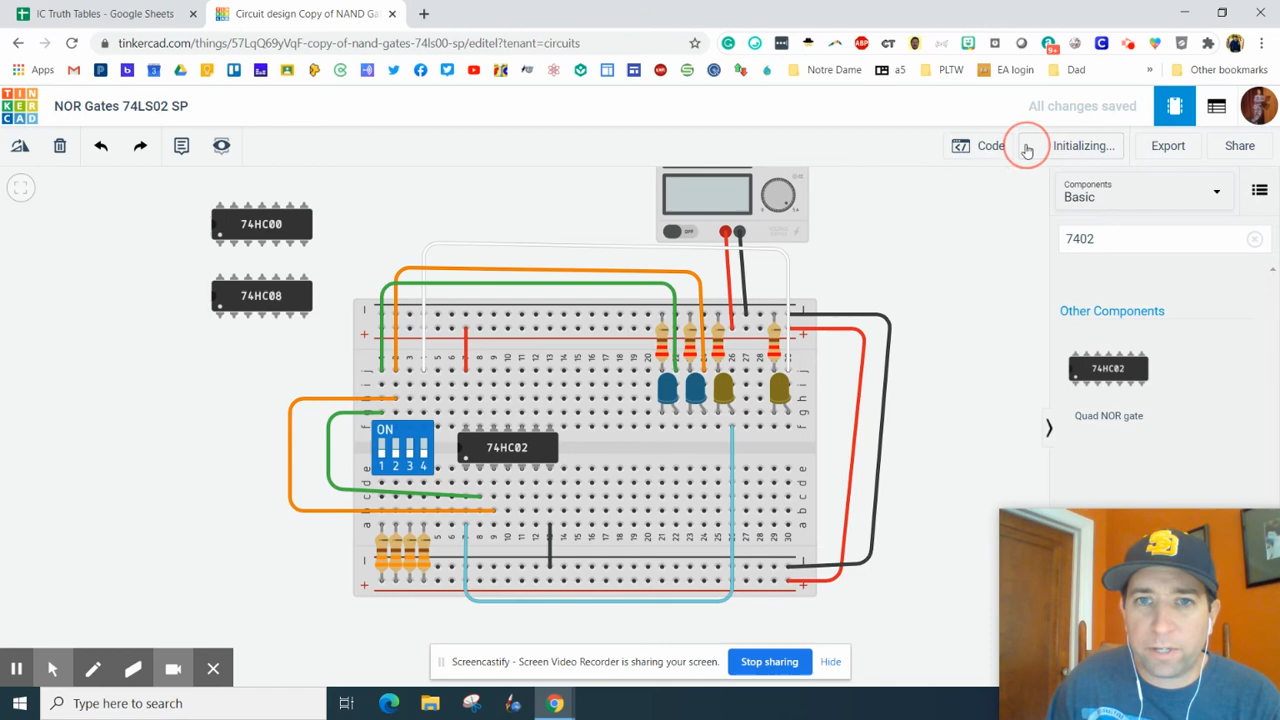 IC Truth Tables - Google Sheets
Circuit design Copy of NAND Ga
tinkercad.com/things/57LqQ69yVqF-copy-of-nand-gates-74ls00-sp/editel?tenant=circuits
Apps
Notre Dame
a5
PLTW
EA login
Dad
Other bookmarks
TIN
KER
CAD
NOR Gates 74LS02 SP
All changes saved
Code
Initializing...
Export
Share
Components
Basic
7402
Other Components
74HC02
Quad NOR gate
74HC00
74HC08
OFF
ON
1 2 3 4
74HC02
Screencastify - Screen Video Recorder is sharing your screen.
Stop sharing
Hide
Type here to search